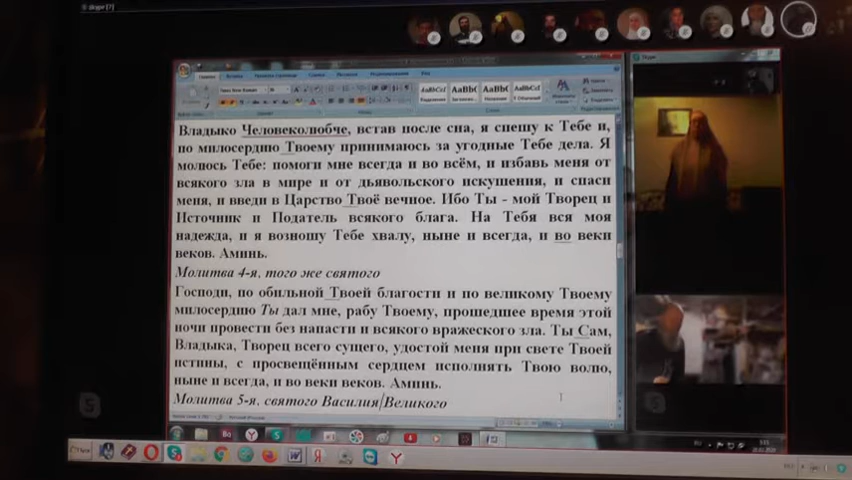 skype [7]
Владыко Человеколюбче, встав после сна, я спешу к Тебе и,
по милосердию Твоему принимаюсь за угодные Тебе дела. Я
молюсь Тебе: помоги мне всегда и во всём, и избавь меня от
всякого зла в мире и от дьявольского искушения, и спаси
меня, и введи в Царство Твоё вечное. Ибо Ты - мой Творец и
Источник и Податель всякого блага. На Тебя вся моя
надежда, и я возношу Тебе хвалу, ныне и всегда, и во веки
веков. Аминь.
Молитва 4-я, того же святого
Господи, по обильной Твоей благости и по великому Твоему
милосердию Ты дал мне, рабу Твоему, прошедшее время этой
ночи провести без напасти и всякого вражеского зла. Ты Сам,
Владыка, Творец всего сущего, удостой меня при свете Твоей
истины, с просвещённым сердцем исполнять Твою волю,
ныне и всегда, и во веки веков. Аминь.
Молитва 5-я, святого Василия Великого